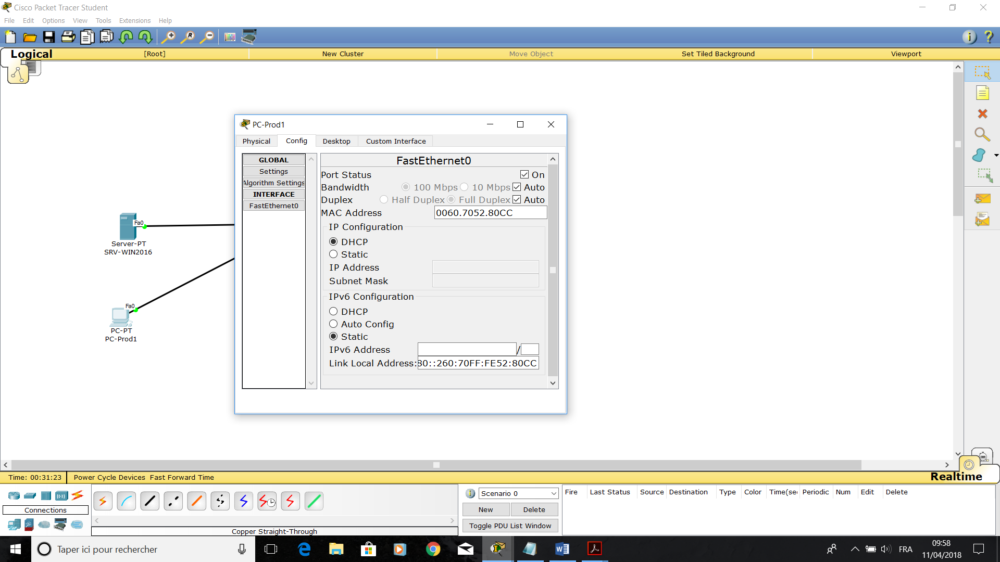 Cisco Packet Tracer Student
File Edit Options View Tools Extensions Help
Logical [Root] New Cluster Move Object Set Tiled Background Viewport
PC-Prod1
Physical Config Desktop Custom Interface
GLOBAL
Settings
Algorithm Settings
INTERFACE
FastEthernet0
FastEthernet0
Port Status On
Bandwidth 100 Mbps 10 Mbps Auto
Duplex Half Duplex Full Duplex Auto
MAC Address 0060.7052.80CC
IP Configuration
DHCP
Static
IP Address
Subnet Mask
IPv6 Configuration
DHCP
Auto Config
Static
IPv6 Address /
Link Local Address: 80::260:70FF:FE52:80CC
Fa0
Server-PT
SRV-WIN2016
Fa0
PC-PT
PC-Prod1
Time: 00:31:23 Power Cycle Devices Fast Forward Time
Realtime
Connections
Copper Straight-Through
Scenario 0
New Delete
Toggle PDU List Window
Fire Last Status Source Destination Type Color Time(sec Periodic Num Edit Delete
Taper ici pour rechercher
FRA
09:58
11/04/2018